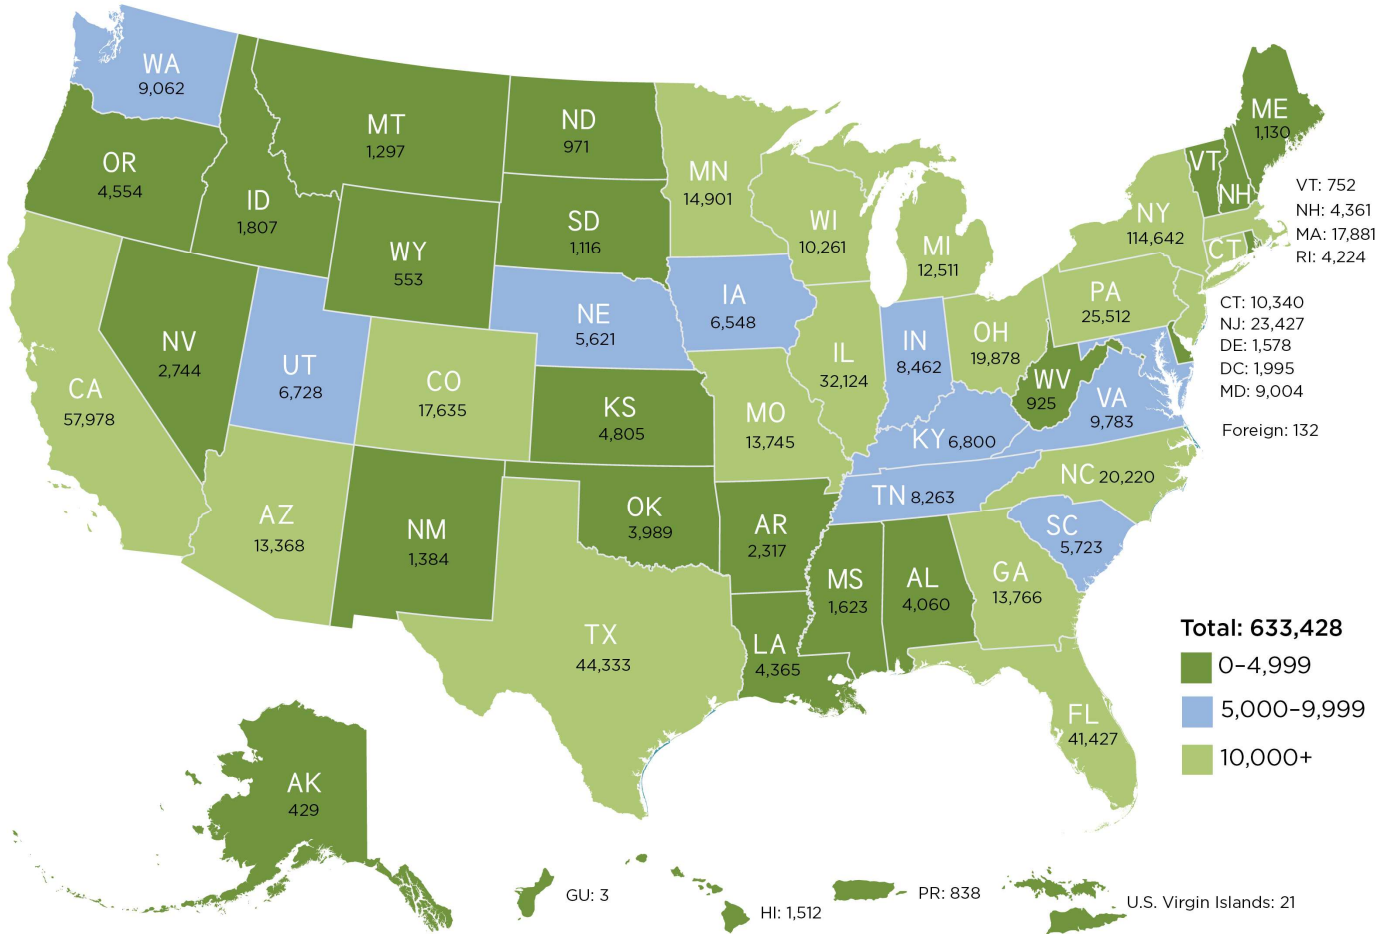 WA
9,062
OR
4,554
ID
1,807
MT
1,297
ND
971
SD
1,116
WY
553
MN
14,901
WI
10,261
MI
12,511
ME
1,130
VT
NH
NY
114,642
CT
VT: 752
NH: 4,361
MA: 17,881
RI: 4,224
PA
25,512
CT: 10,340
NJ: 23,427
DE: 1,578
DC: 1,995
MD: 9,004
Foreign: 132
NV
2,744
UT
6,728
CA
57,978
CO
17,635
NE
5,621
IA
6,548
KS
4,805
MO
13,745
IL
32,124
IN
8,462
OH
19,878
WV
925
VA
9,783
KY 6,800
TN 8,263
NC 20,220
SC
5,723
AZ
13,368
NM
1,384
OK
3,989
AR
2,317
MS
1,623
AL
4,060
GA
13,766
TX
44,333
LA
4,365
FL
41,427
Total: 633,428
0–4,999
5,000–9,999
10,000+
AK
429
GU: 3
HI: 1,512
PR: 838
U.S. Virgin Islands: 21